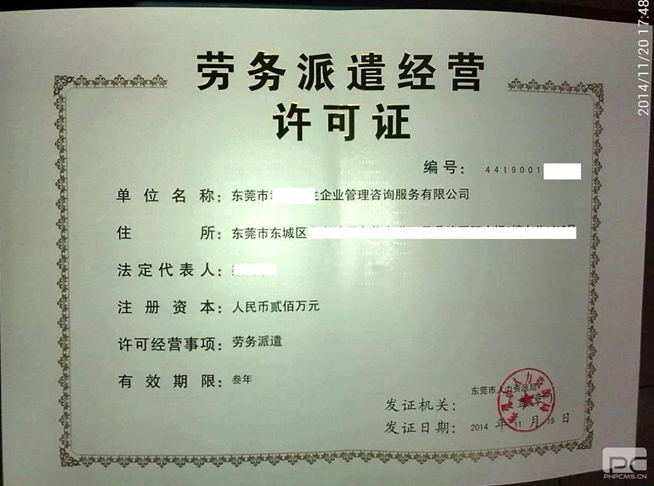 2014/11/20 17:48
劳务派遣经营
许可证
编号: 4419001
单位名称: 东莞市 企业管理咨询服务有限公司
住所: 东莞市东城区
法定代表人:
注册资本: 人民币贰佰万元
许可经营事项: 劳务派遣
有效期限: 叁年
东莞市人力资源局
发证机关: 章
发证日期: 2014 年 11 月 19 日
PC
PHPCMS.CN